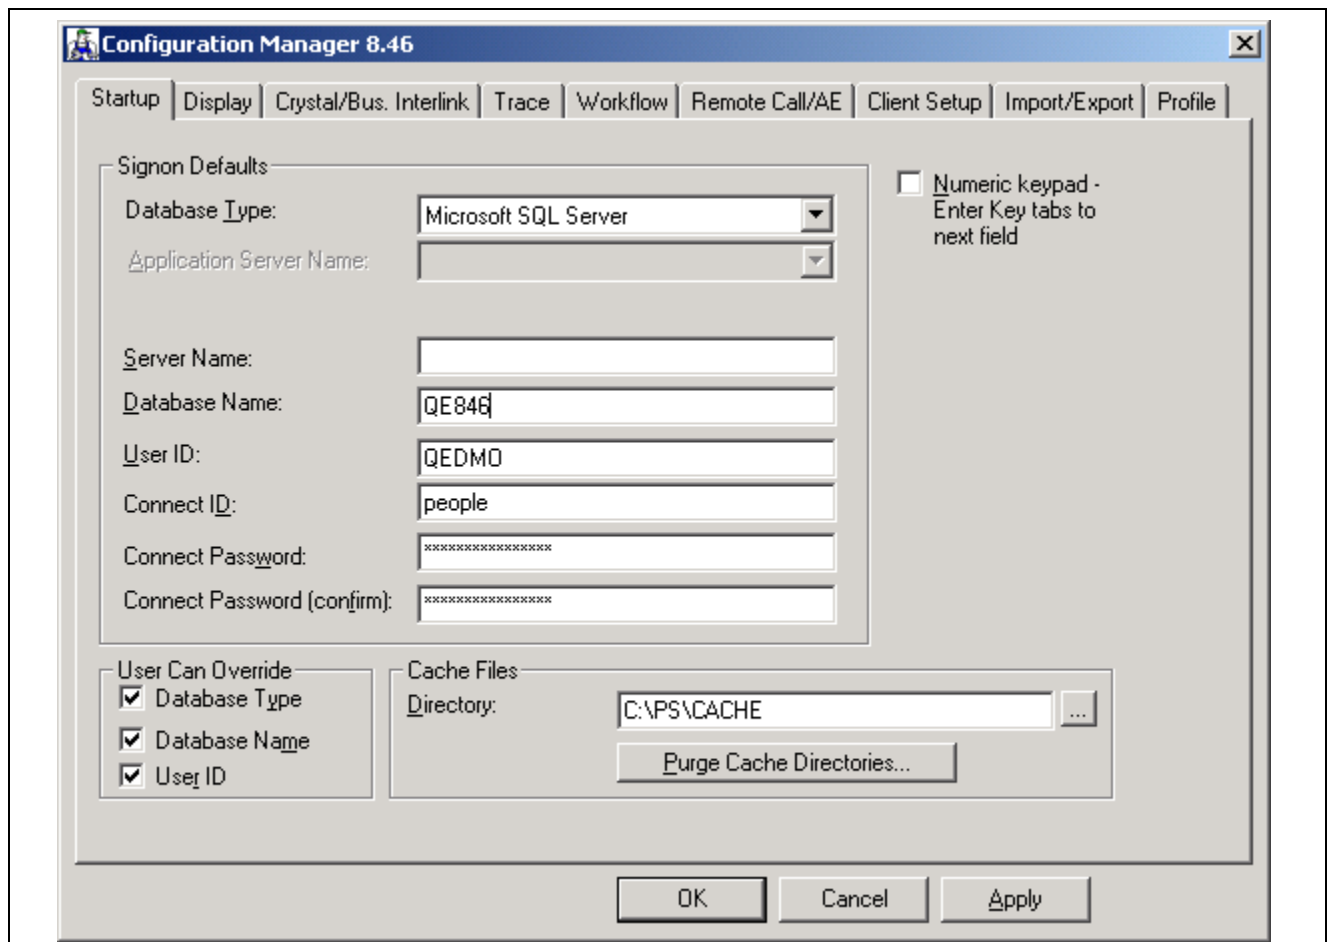 Configuration Manager 8.46
Startup Display Crystal/Bus. Interlink Trace Workflow Remote Call/AE Client Setup Import/Export Profile
Signon Defaults
Database Type: Microsoft SQL Server
Application Server Name:
Numeric keypad -
Enter Key tabs to
next field
Server Name:
Database Name: QE846
User ID: QEDMO
Connect ID: people
Connect Password: ****************
Connect Password (confirm): ****************
User Can Override
Database Type
Database Name
User ID
Cache Files
Directory: C:\PS\CACHE ...
Purge Cache Directories...
OK Cancel Apply